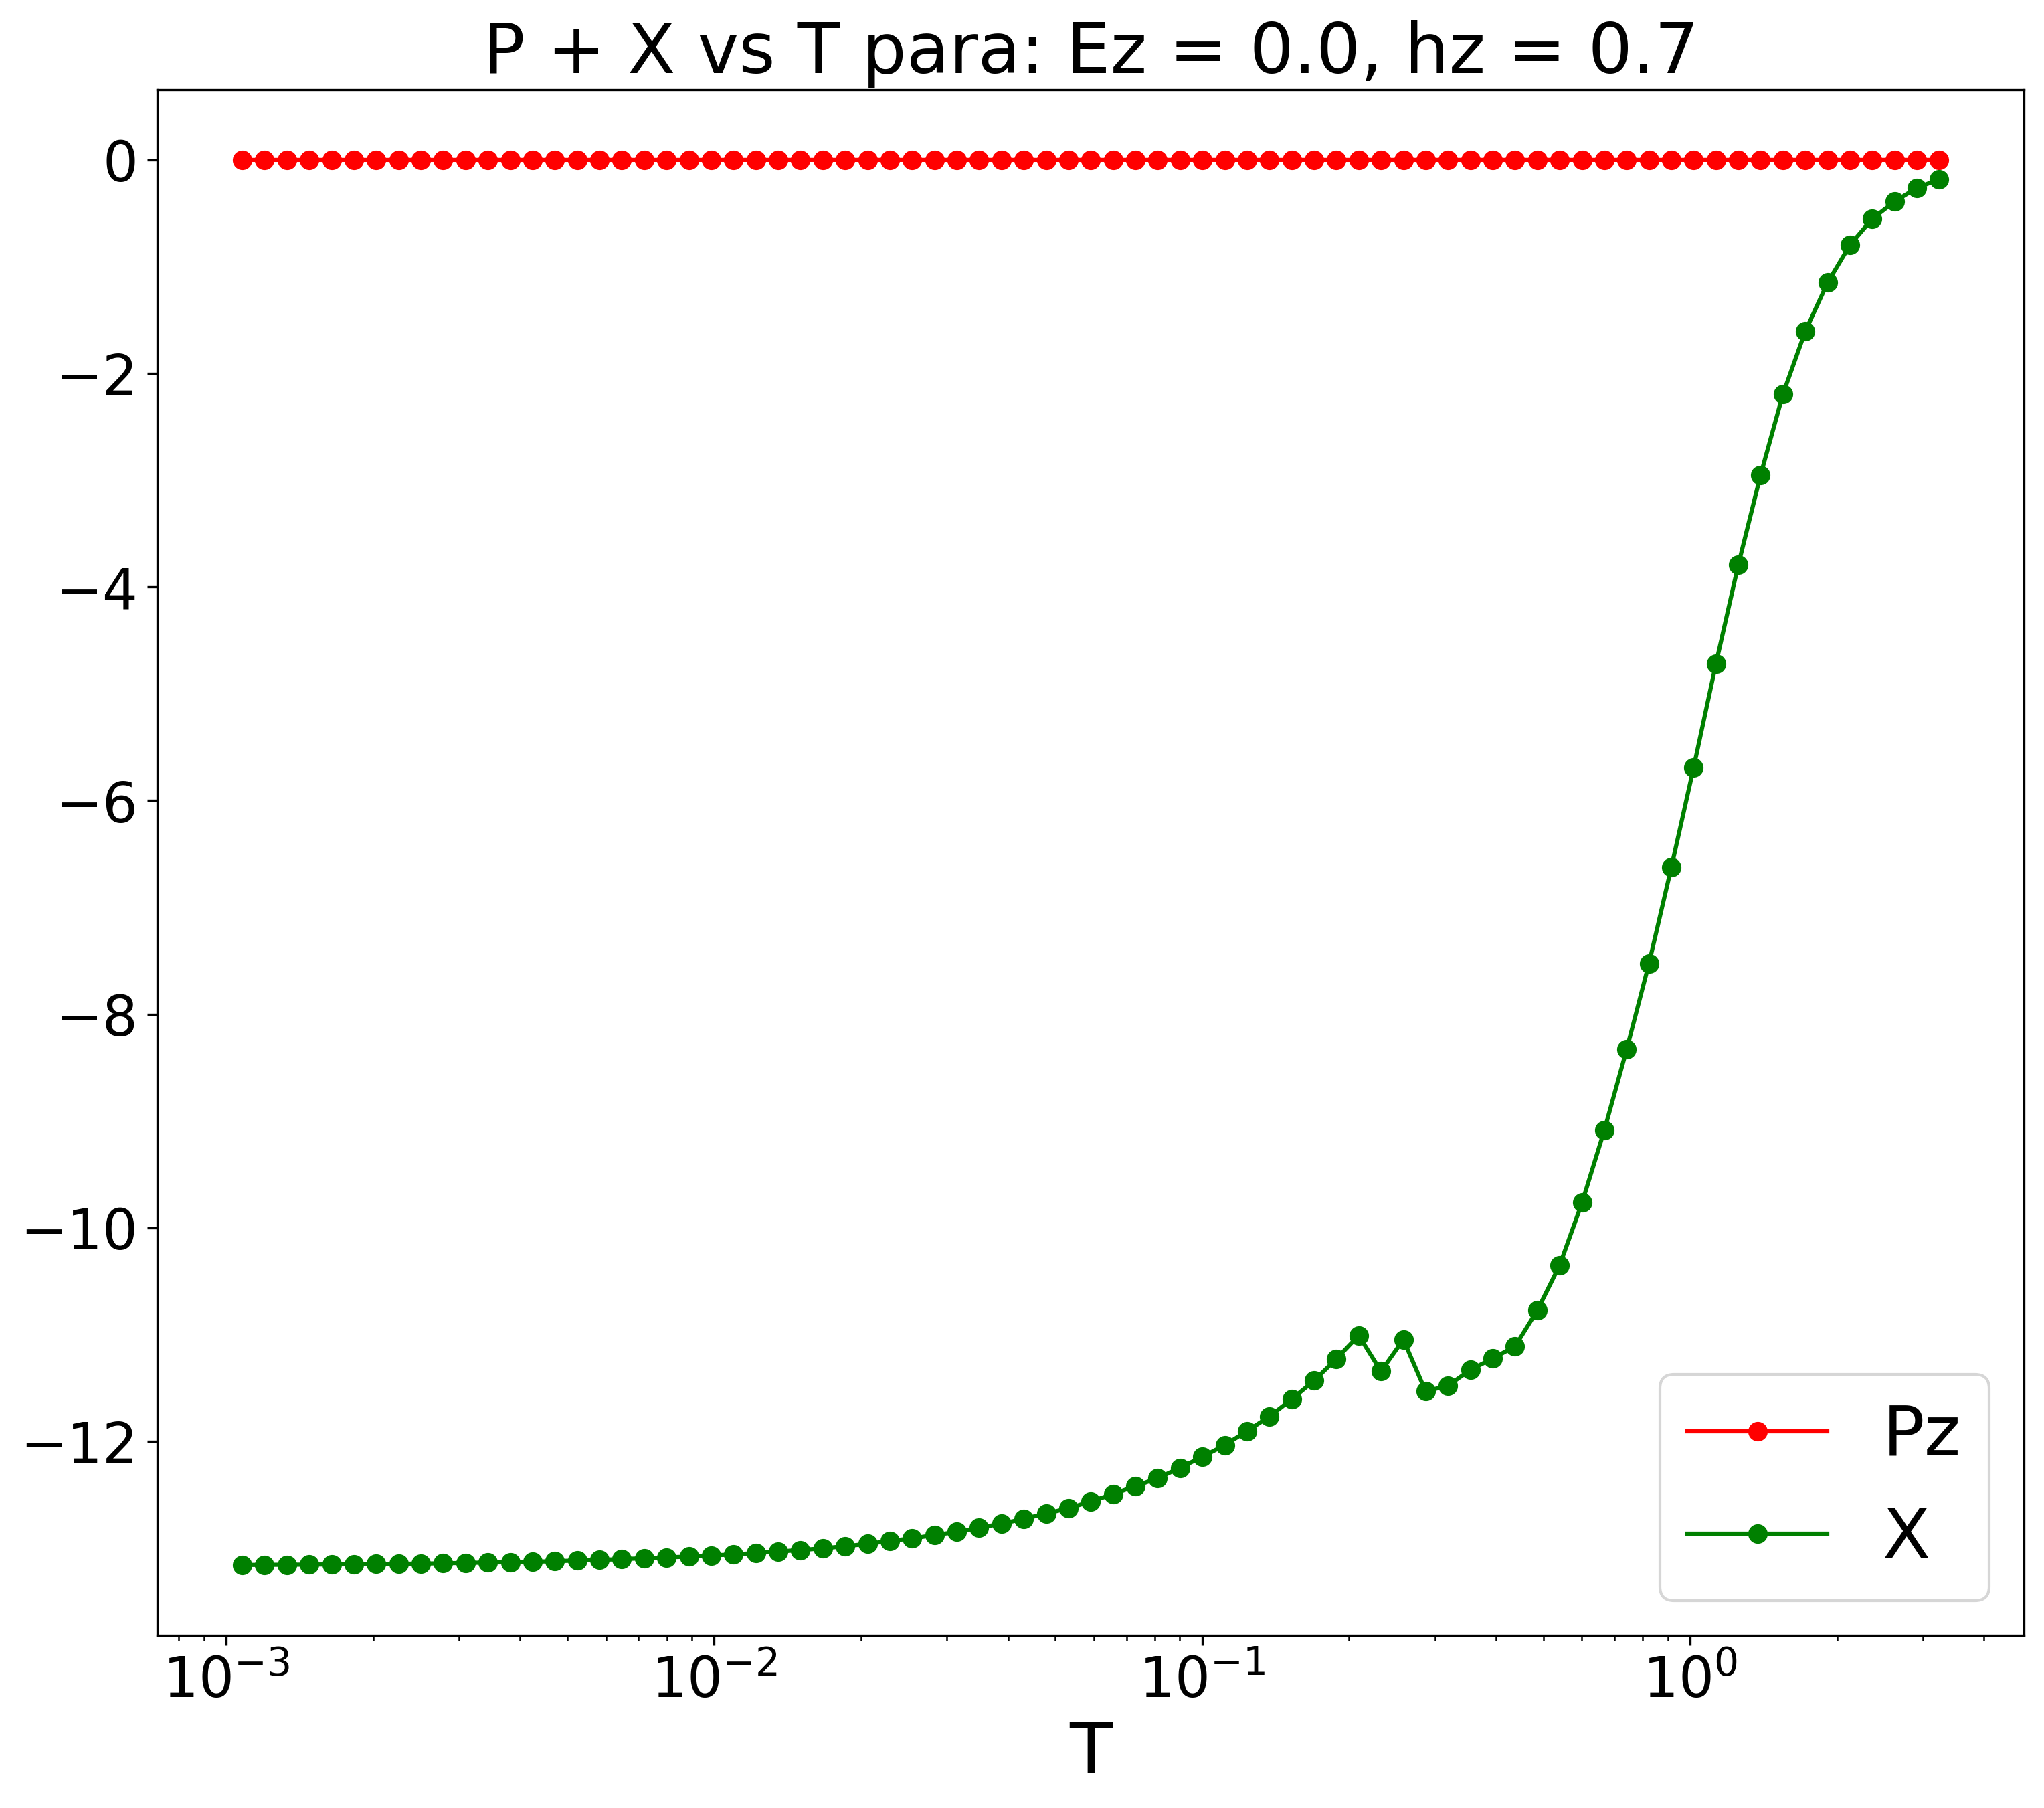 P + X vs T para: Ez = 0.0, hz = 0.7
0
−2
−4
−6
−8
−10
−12
Pz
X
10⁻³ 10⁻² 10⁻¹ 10⁰
T